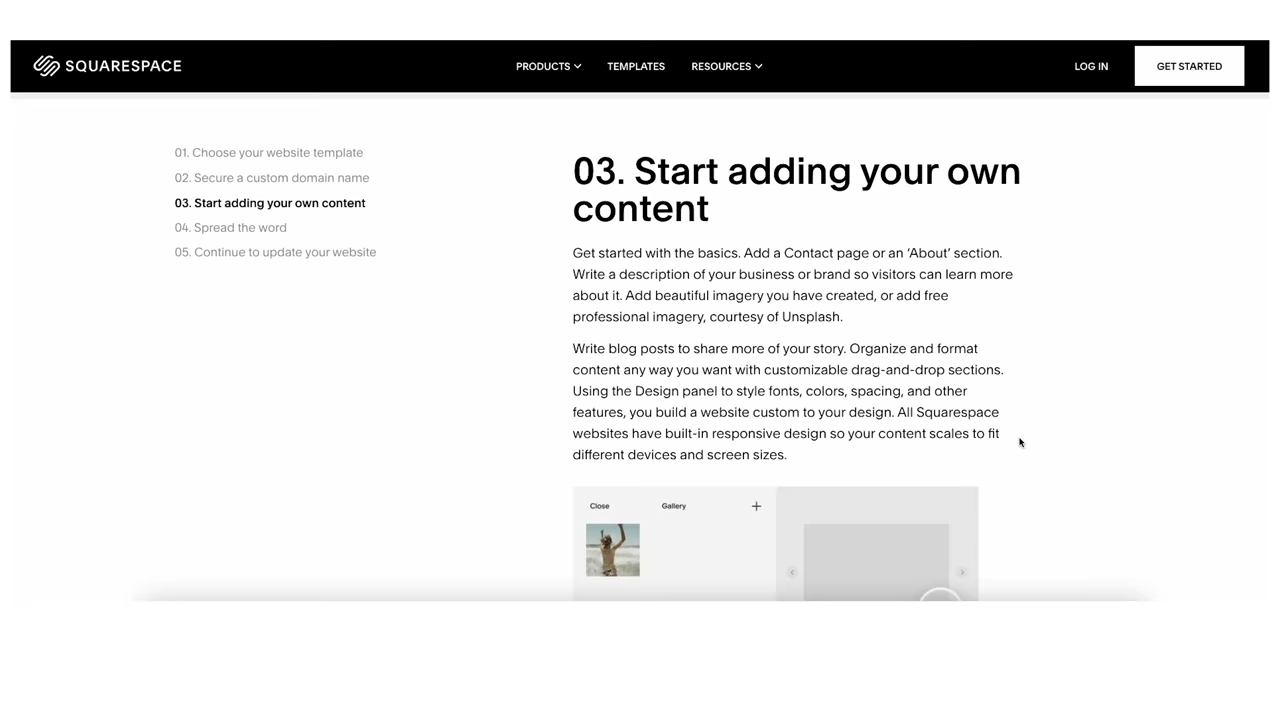 SQUARESPACE
PRODUCTS
TEMPLATES
RESOURCES
LOG IN
GET STARTED
01. Choose your website template
02. Secure a custom domain name
03. Start adding your own content
04. Spread the word
05. Continue to update your website
03. Start adding your own
content
Get started with the basics. Add a Contact page or an ‘About’ section.
Write a description of your business or brand so visitors can learn more
about it. Add beautiful imagery you have created, or add free
professional imagery, courtesy of Unsplash.
Write blog posts to share more of your story. Organize and format
content any way you want with customizable drag-and-drop sections.
Using the Design panel to style fonts, colors, spacing, and other
features, you build a website custom to your design. All Squarespace
websites have built-in responsive design so your content scales to fit
different devices and screen sizes.
Close
Gallery